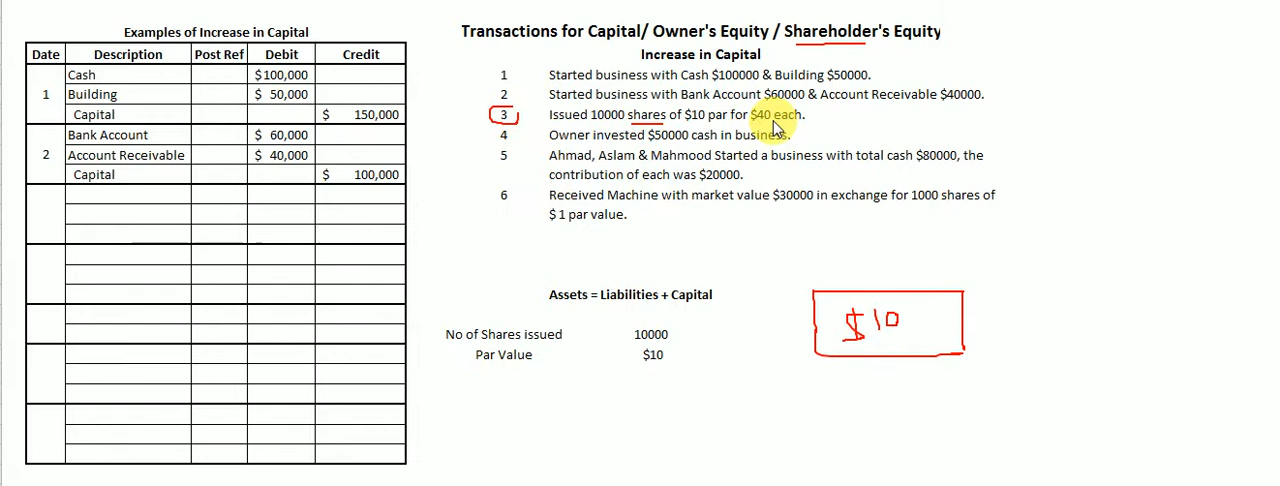 Examples of Increase in Capital
Date Description Post Ref Debit Credit
Cash $100,000
1 Building $ 50,000
Capital $ 150,000
Bank Account $ 60,000
2 Account Receivable $ 40,000
Capital $ 100,000
Transactions for Capital/ Owner's Equity / Shareholder's Equity
Increase in Capital
1 Started business with Cash $100000 & Building $50000.
2 Started business with Bank Account $60000 & Account Receivable $40000.
3 Issued 10000 shares of $10 par for $40 each.
4 Owner invested $50000 cash in business.
5 Ahmad, Aslam & Mahmood Started a business with total cash $80000, the
contribution of each was $20000.
6 Received Machine with market value $30000 in exchange for 1000 shares of
$ 1 par value.
Assets = Liabilities + Capital
No of Shares issued 10000
Par Value $10
$10